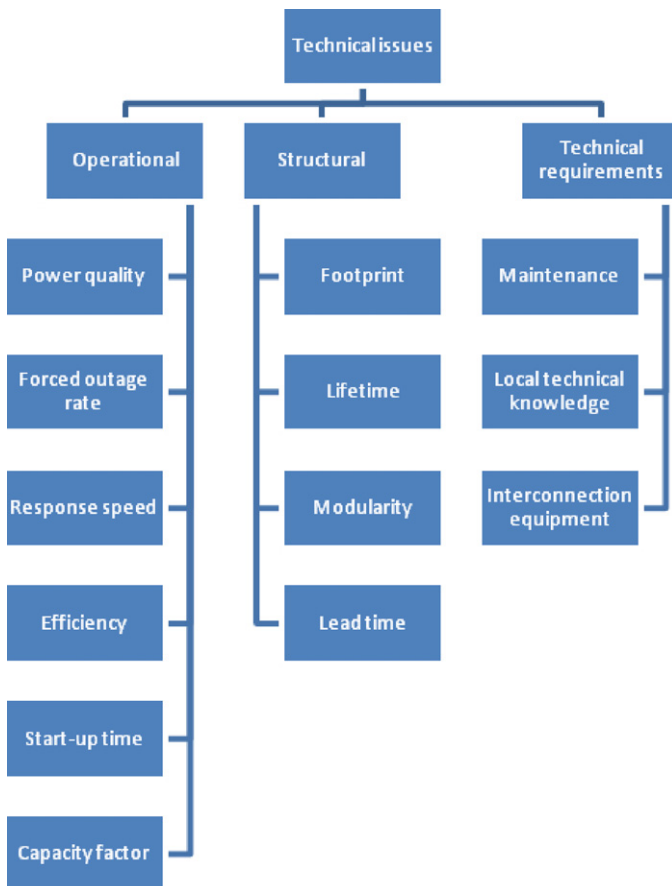 Technical issues
Operational
Structural
Technical
requirements
Power quality
Footprint
Maintenance
Forced outage
rate
Lifetime
Local technical
knowledge
Response speed
Modularity
Interconnection
equipment
Efficiency
Lead time
Start-up time
Capacity factor